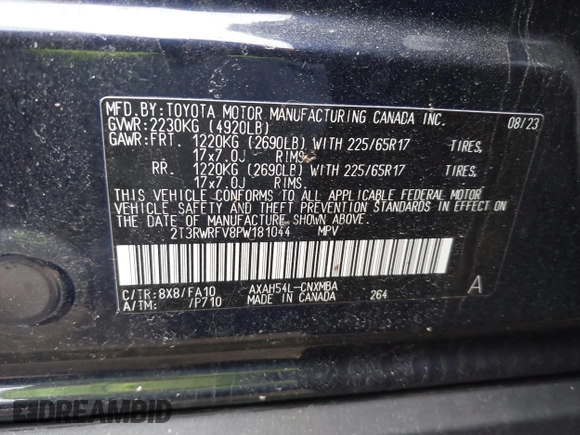 MFD. BY: TOYOTA MOTOR MANUFACTURING CANADA INC. 08/23
GVWR: 2230KG (4920LB)
GAWR: FRT. 1220KG (2690LB) WITH 225/65R17 TIRES,
17x7.0J RIMS,
RR. 1220KG (2690LB) WITH 225/65R17 TIRES,
17x7.0J RIMS.
THIS VEHICLE CONFORMS TO ALL APPLICABLE FEDERAL MOTOR
VEHICLE SAFETY AND THEFT PREVENTION STANDARDS IN EFFECT ON
THE DATE OF MANUFACTURE SHOWN ABOVE.
2T3RWRFV8PW181044 MPV
C/TR: 8X8/FA10 AXAH54L-CNXMBA A
A/TM: /P710 MADE IN CANADA 264
DREAMBID